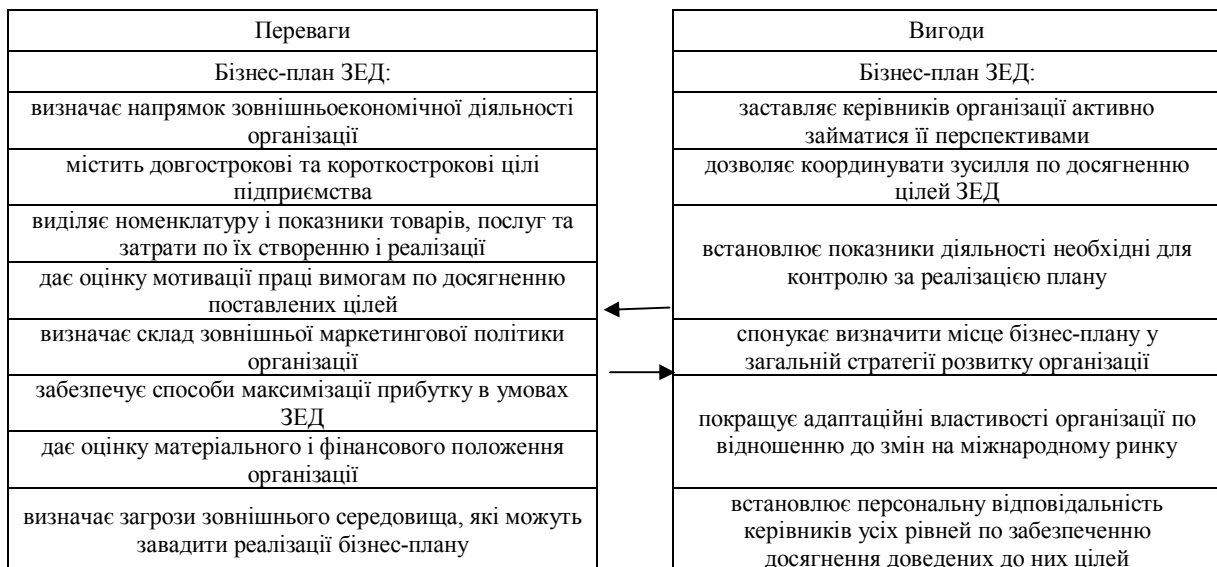 Переваги
Бізнес-план ЗЕД:
визначає напрямок зовнішньоекономічної діяльності
організації
містить довгострокові та короткострокові цілі
підприємства
виділяє номенклатуру і показники товарів, послуг та
затрати по їх створенню і реалізації
дає оцінку мотивації праці вимогам по досягненню
поставлених цілей
визначає склад зовнішньої маркетингової політики
організації
забезпечує способи максимізації прибутку в умовах
ЗЕД
дає оцінку матеріального і фінансового положення
організації
визначає загрози зовнішнього середовища, які можуть
завадити реалізації бізнес-плану
Вигоди
Бізнес-план ЗЕД:
заставляє керівників організації активно
займатися її перспективами
дозволяє координувати зусилля по досягненню
цілей ЗЕД
встановлює показники діяльності необхідні для
контролю за реалізацією плану
спонукає визначити місце бізнес-плану у
загальній стратегії розвитку організації
покращує адаптаційні властивості організації по
відношенню до змін на міжнародному ринку
встановлює персональну відповідальність
керівників усіх рівней по забезпеченню
досягнення доведених до них цілей